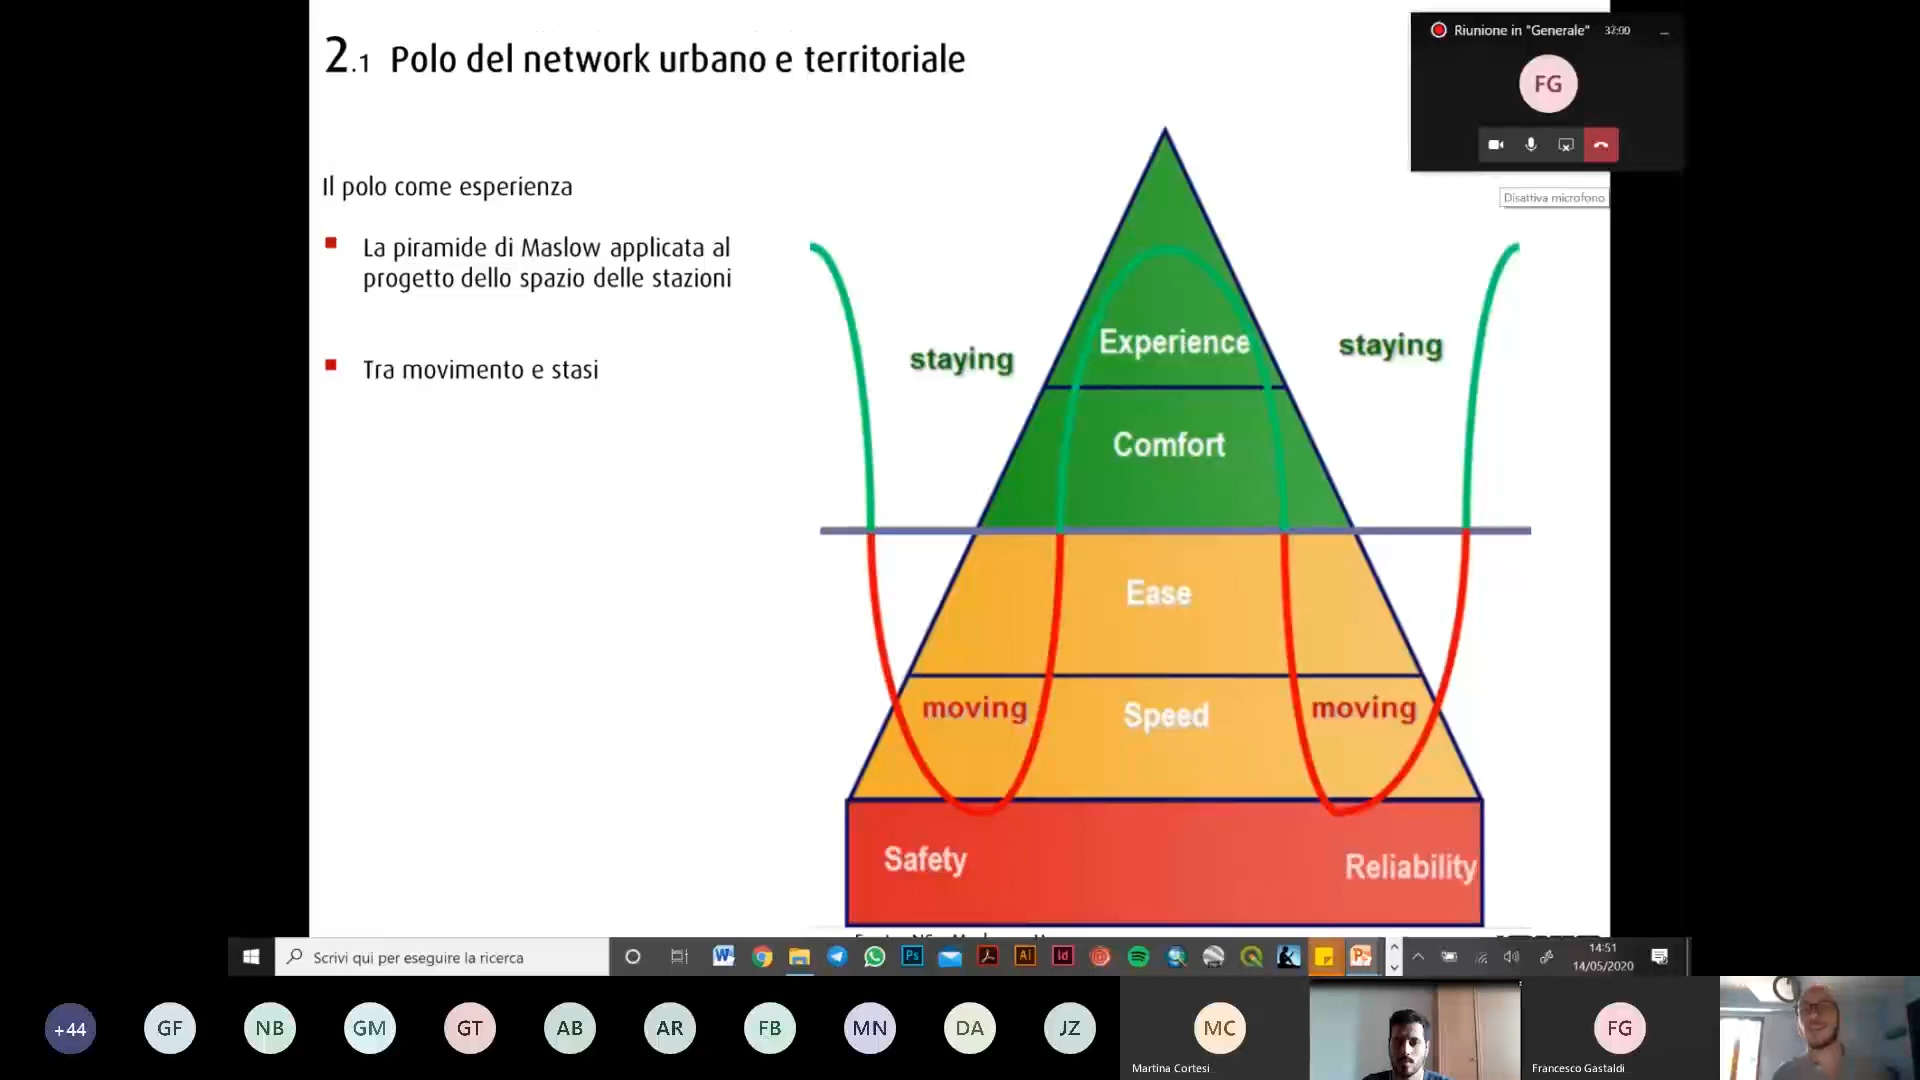 2.1 Polo del network urbano e territoriale
Riunione in "Generale" 32:00
FG
Disattiva microfono
Il polo come esperienza
La piramide di Maslow applicata al
progetto dello spazio delle stazioni
Tra movimento e stasi
Experience
staying
staying
Comfort
Ease
moving
Speed
moving
Safety
Reliability
Scrivi qui per eseguire la ricerca
14:51
14/05/2020
+44
GF
NB
GM
GT
AB
AR
FB
MN
DA
JZ
MC
Martina Cortesi
FG
Francesco Gastaldi